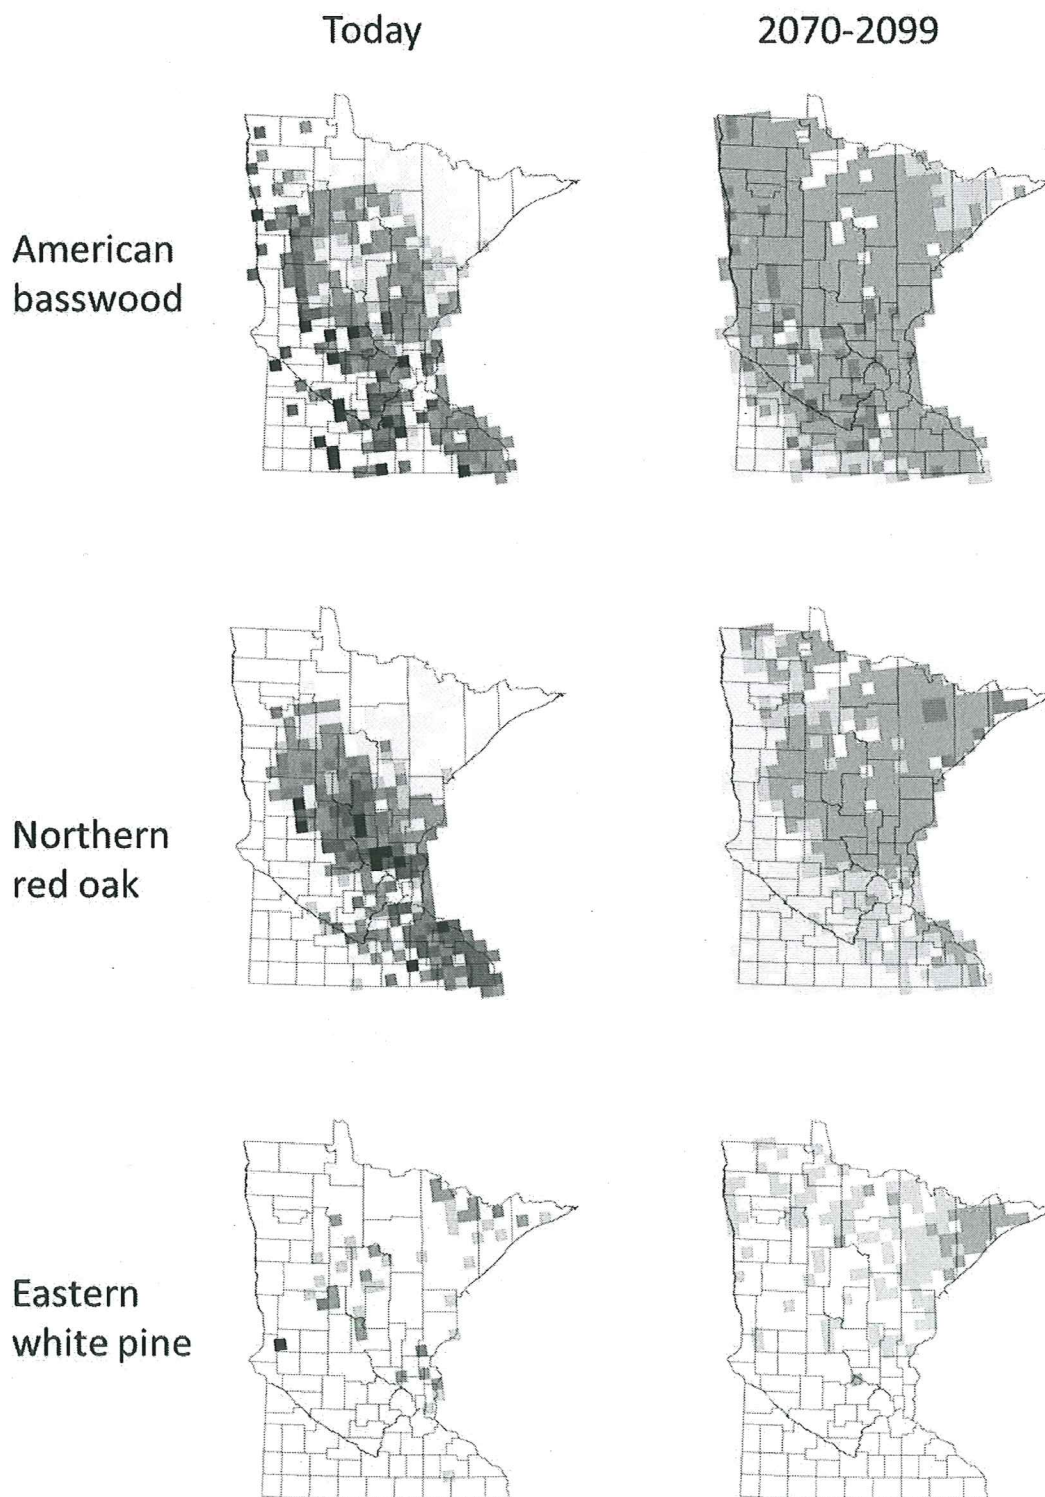 Today
2070-2099
American
basswood
Northern
red oak
Eastern
white pine